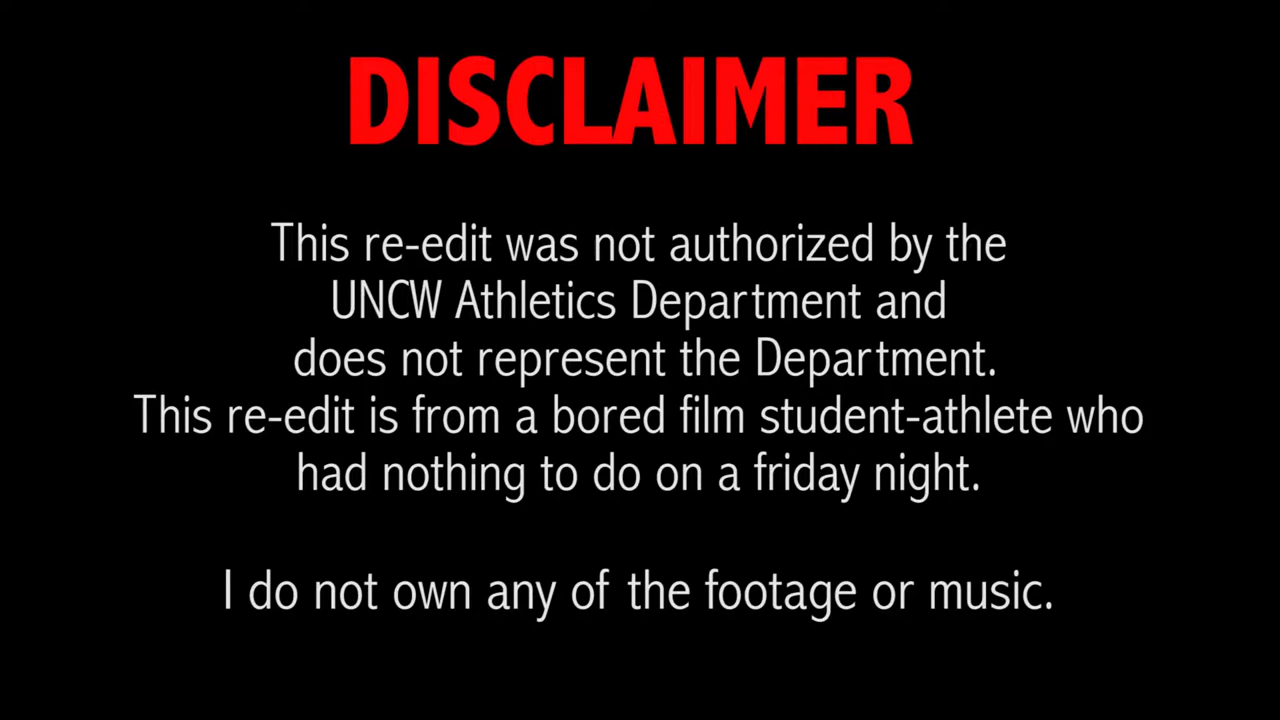 DISCLAIMER
This re-edit was not authorized by the
UNCW Athletics Department and
does not represent the Department.
This re-edit is from a bored film student-athlete who
had nothing to do on a friday night.
I do not own any of the footage or music.